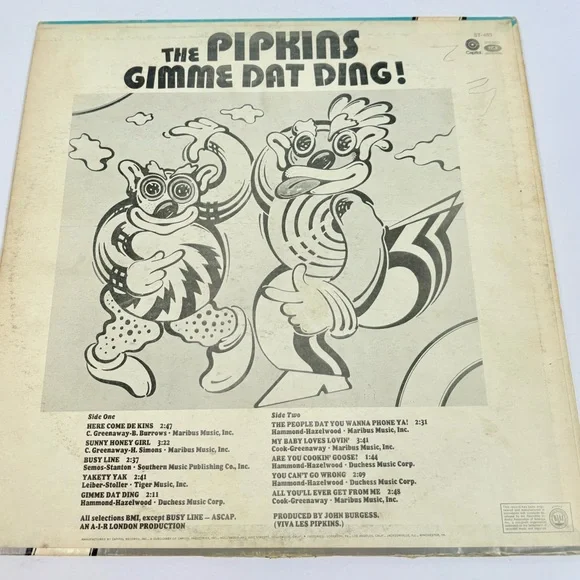 THE PIPKINS
GIMME DAT DING!
Capitol
Side One
HERE COME DE KINS 2:47
C. Greenaway-B. Burrows - Maribus Music, Inc.
SUNNY HONEY GIRL 3:22
C. Greenaway-H. Simons - Maribus Music, Inc.
BUSY LINE 2:37
Semos-Stanton - Southern Music Publishing Co., Inc.
YAKETY YAK 2:41
Leiber-Stoller - Tiger Music, Inc.
GIMME DAT DING 2:11
Hammond-Hazelwood - Duchess Music Corp.
All selections BMI, except BUSY LINE — ASCAP.
AN A-I-R LONDON PRODUCTION
Side Two
THE PEOPLE DAT YOU WANNA PHONE YA! 2:31
Hammond-Hazelwood - Maribus Music, Inc.
MY BABY LOVES LOVIN' 3:41
Cook-Greenaway - Maribus Music, Inc.
ARE YOU COOKIN' GOOSE! 1:44
Hammond-Hazelwood - Duchess Music Corp.
YOU CAN'T GO WRONG 2:09
Hammond-Hazelwood - Duchess Music Corp.
ALL YOU'LL EVER GET FROM ME 2:45
Cook-Greenaway - Maribus Music, Inc.
PRODUCED BY JOHN BURGESS.
(VIVA LES PIPKINS.)